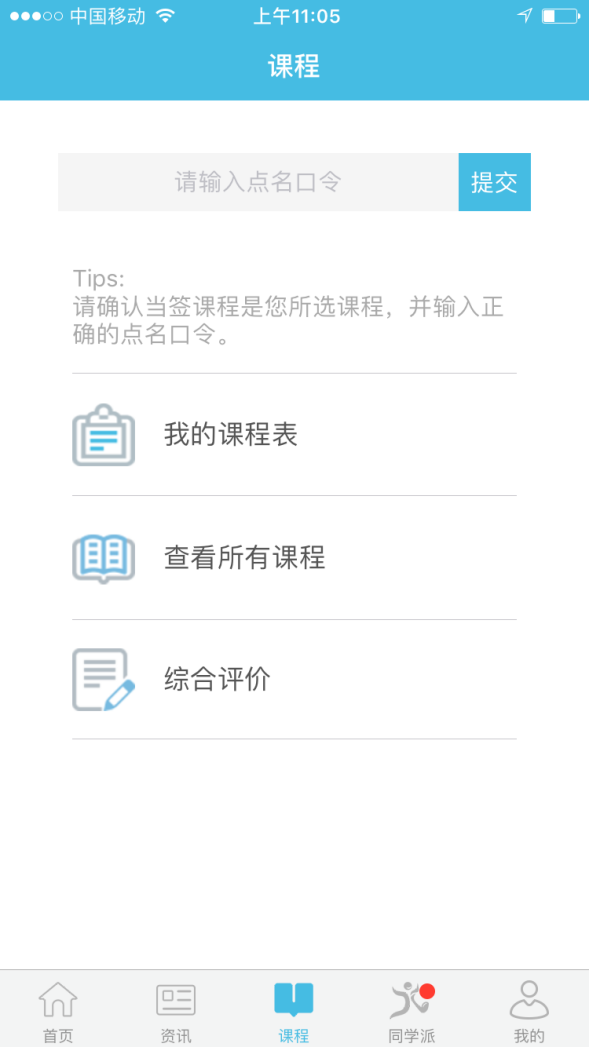 中国移动
上午11:05
课程
请输入点名口令
提交
Tips:
请确认当签课程是您所选课程，并输入正
确的点名口令。
我的课程表
查看所有课程
综合评价
首页
资讯
课程
同学派
我的